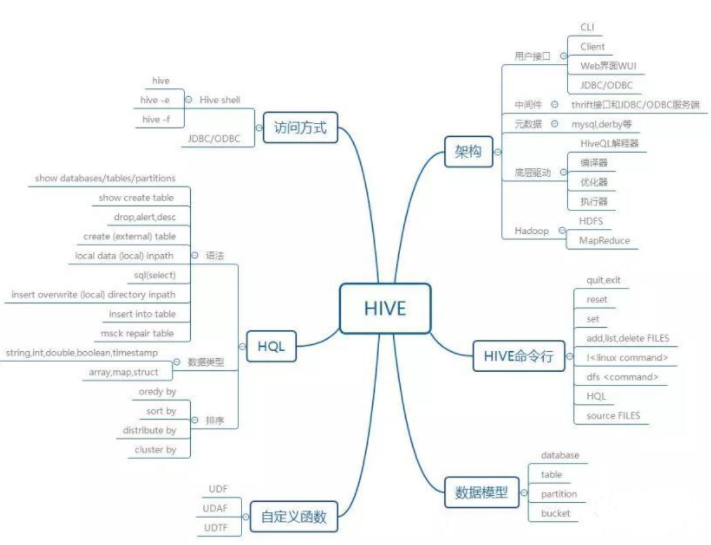 HIVE
架构
用户接口
CLI
Client
Web界面WUI
JDBC/ODBC
中间件
thrift接口和JDBC/ODBC服务端
元数据
mysql,derby等
底层驱动
HiveQL解释器
编译器
优化器
执行器
Hadoop
HDFS
MapReduce
HIVE命令行
quit,exit
reset
set
add,list,delete FILES
!<linux command>
dfs <command>
HQL
source FILES
数据模型
database
table
partition
bucket
访问方式
Hive shell
hive
hive -e
hive -f
JDBC/ODBC
HQL
语法
show databases/tables/partitions
show create table
drop,alert,desc
create (external) table
local data (local) inpath
sql(select)
insert overwrite (local) directory inpath
insert into table
msck repair table
数据类型
string,int,double,boolean,timestamp
array,map,struct
排序
oredy by
sort by
distribute by
cluster by
自定义函数
UDF
UDAF
UDTF